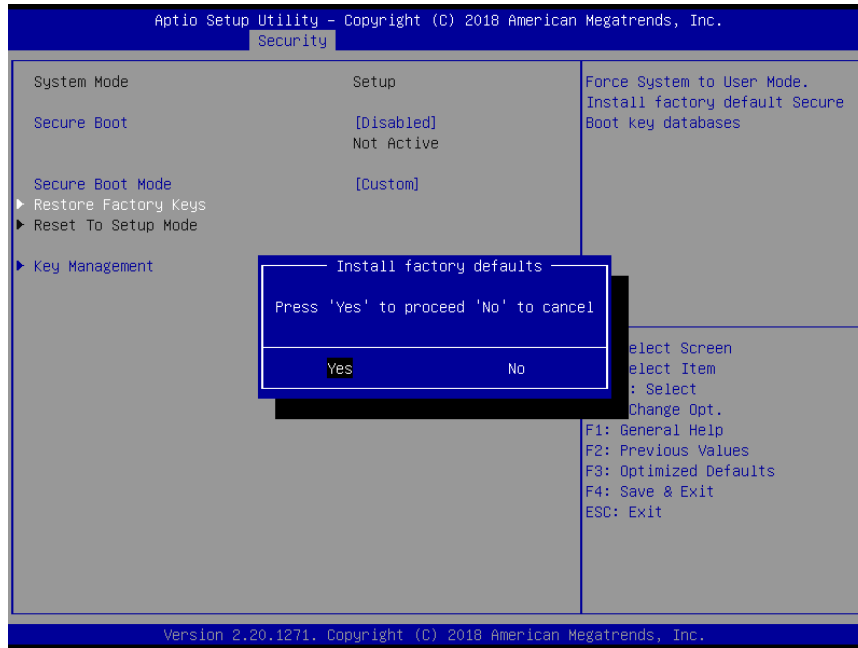 Aptio Setup Utility – Copyright (C) 2018 American Megatrends, Inc.
Security
System Mode Setup
Secure Boot [Disabled]
Not Active
Secure Boot Mode [Custom]
Restore Factory Keys
Reset To Setup Mode
Key Management
Force System to User Mode.
Install factory default Secure
Boot key databases
Install factory defaults
Press 'Yes' to proceed 'No' to cancel
Yes No
elect Screen
elect Item
: Select
Change Opt.
F1: General Help
F2: Previous Values
F3: Optimized Defaults
F4: Save & Exit
ESC: Exit
Version 2.20.1271. Copyright (C) 2018 American Megatrends, Inc.